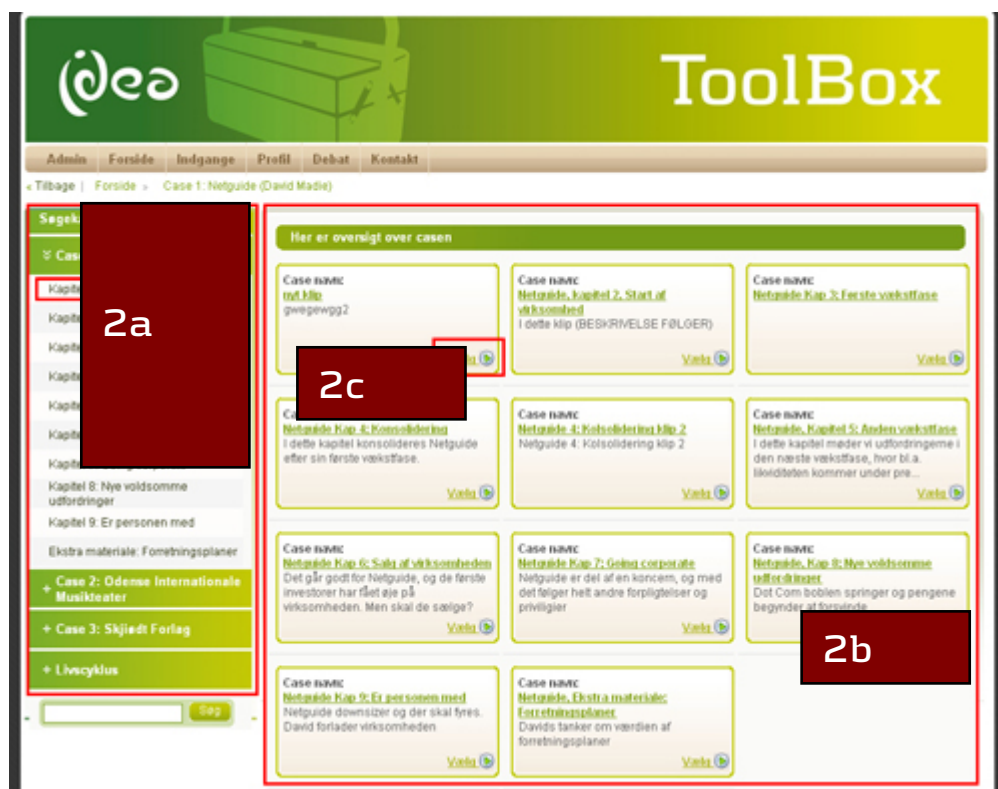 idea
ToolBox
Admin Forside Indgange Profil Debat Kontakt
« Tilbage | Forside » Case 1: Netguide (David Madie)
2a
Kapitel 8: Nye voldsomme
udfordringer
Kapitel 9: Er personen med
Ekstra materiale: Forretningsplaner
+ Case 2: Odense Internationale
Musikteater
+ Case 3: Skjlødt Forlag
+ Livscyklus
Søg
Her er oversigt over casen
Case navn:
nyt klip
gwegewgg2
2c
Case navn:
Netguide, kapitel 2, Start af
virksomhed
I dette klip (BESKRIVELSE FØLGER)
Vælg
Case navn:
Netguide Kap 3: Første vækstfase
Vælg
Netguide Kap 4: Konsolidering
I dette kapitel konsolideres Netguide
efter sin første vækstfase.
Vælg
Case navn:
Netguide 4: Kolsolidering klip 2
Netguide 4: Kolsolidering klip 2
Vælg
Case navn:
Netguide, Kapitel 5: Anden vækstfase
I dette kapitel møder vi udfordringerne i
den næste vækstfase, hvor bl.a.
likviditeten kommer under pre...
Vælg
Case navn:
Netguide Kap 6: Salg af virksomheden
Det går godt for Netguide, og de første
investorer har fået øje på
virksomheden. Men skal de sælge?
Vælg
Case navn:
Netguide Kap 7: Going corporate
Netguide er del af en koncern, og med
det følger helt andre forpligtelser og
priviligier
Vælg
Case navn:
Netguide, Kap 8: Nye voldsomme
udfordringer
Dot Com boblen springer og pengene
begynder at forsvinde
2b
Case navn:
Netguide Kap 9: Er personen med
Netguide downsizer og der skal fyres.
David forlader virksomheden
Vælg
Case navn:
Netguide, Ekstra materiale:
Forretningsplaner
Davids tanker om værdien af
forretningsplaner
Vælg